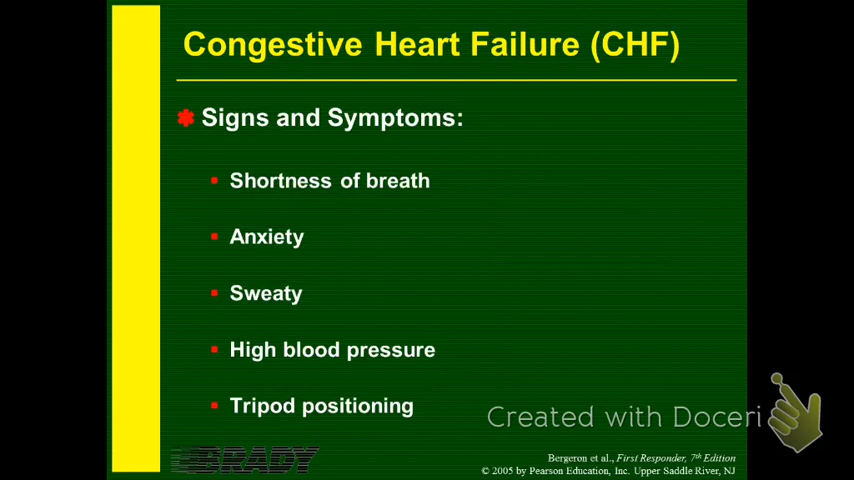 Congestive Heart Failure (CHF)
Signs and Symptoms:
Shortness of breath
Anxiety
Sweaty
High blood pressure
Tripod positioning
Created with Doceri
BRADY
Bergeron et al., First Responder, 7th Edition
© 2005 by Pearson Education, Inc. Upper Saddle River, NJ